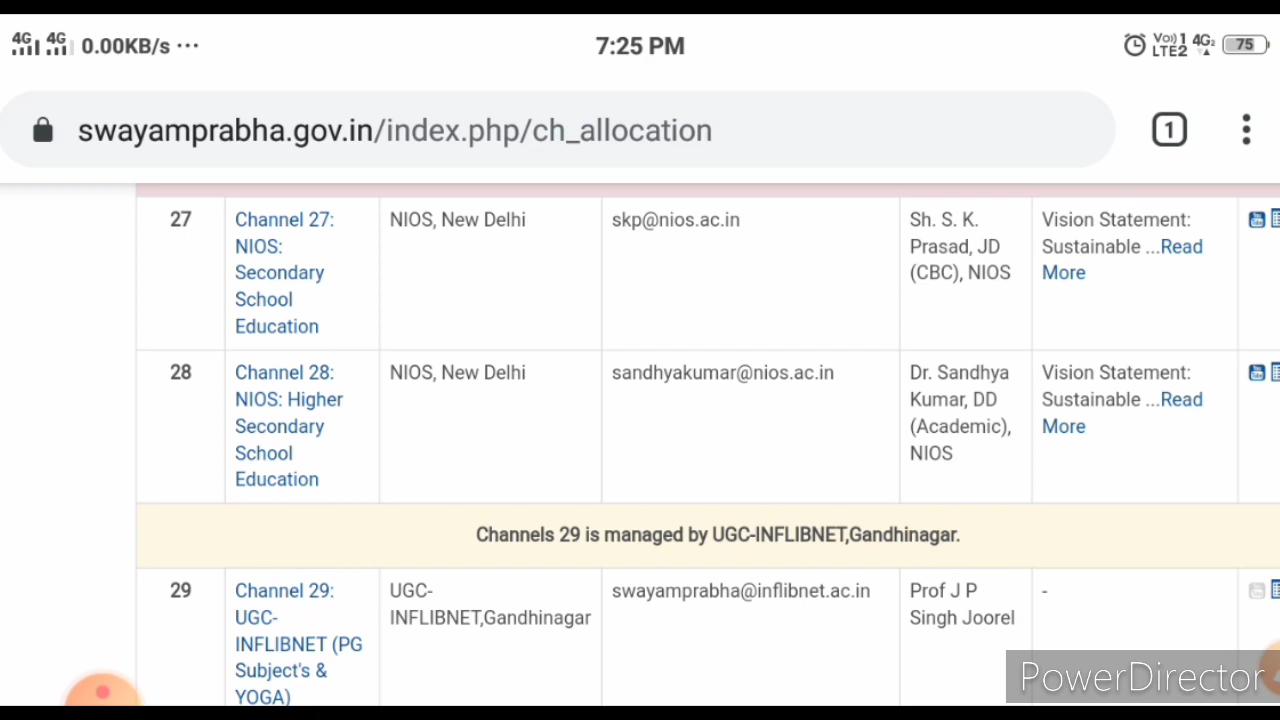 4G 4G 0.00KB/s ... 7:25 PM Vo)) 1 LTE2 4G2 75
swayamprabha.gov.in/index.php/ch_allocation 1
27 Channel 27: NIOS, New Delhi skp@nios.ac.in Sh. S. K. Vision Statement:
NIOS: Prasad, JD Sustainable ...Read
Secondary (CBC), NIOS More
School
Education
28 Channel 28: NIOS, New Delhi sandhyakumar@nios.ac.in Dr. Sandhya Vision Statement:
NIOS: Higher Kumar, DD Sustainable ...Read
Secondary (Academic), More
School NIOS
Education
Channels 29 is managed by UGC-INFLIBNET,Gandhinagar.
29 Channel 29: UGC- swayamprabha@inflibnet.ac.in Prof J P -
UGC- INFLIBNET,Gandhinagar Singh Joorel
INFLIBNET (PG
Subject's &
YOGA)
PowerDirector